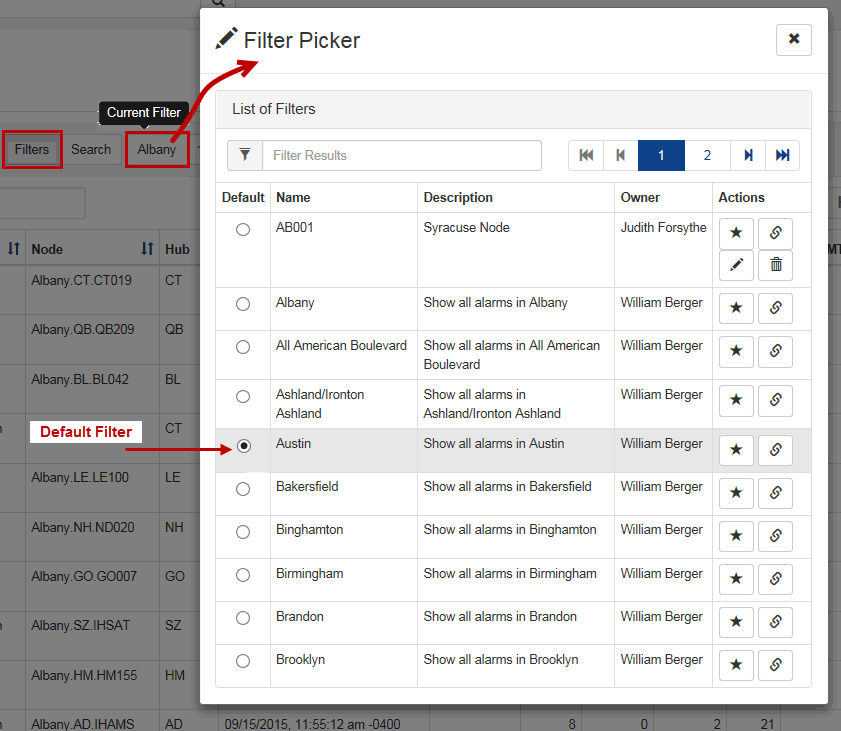 Filter Picker
List of Filters
Current Filter
Filters Search Albany
Filter Results 1 2
Default Name Description Owner Actions
AB001 Syracuse Node Judith Forsythe
Albany Show all alarms in Albany William Berger
All American Boulevard Show all alarms in All American William Berger
Boulevard
Ashland/Ironton Show all alarms in William Berger
Ashland Ashland/Ironton Ashland
Austin Show all alarms in Austin William Berger
Bakersfield Show all alarms in Bakersfield William Berger
Binghamton Show all alarms in Binghamton William Berger
Birmingham Show all alarms in Birmingham William Berger
Brandon Show all alarms in Brandon William Berger
Brooklyn Show all alarms in Brooklyn William Berger
Node Hub
Albany.CT.CT019 CT
Albany.QB.QB209 QB
Albany.BL.BL042 BL
Default Filter CT
Albany.LE.LE100 LE
Albany.NH.ND020 NH
Albany.GO.GO007 GO
Albany.SZ.IHSAT SZ
Albany.HM.HM155 HM
Albany.AD.IHAMS AD 09/15/2015, 11:55:12 am -0400 8 0 2 21